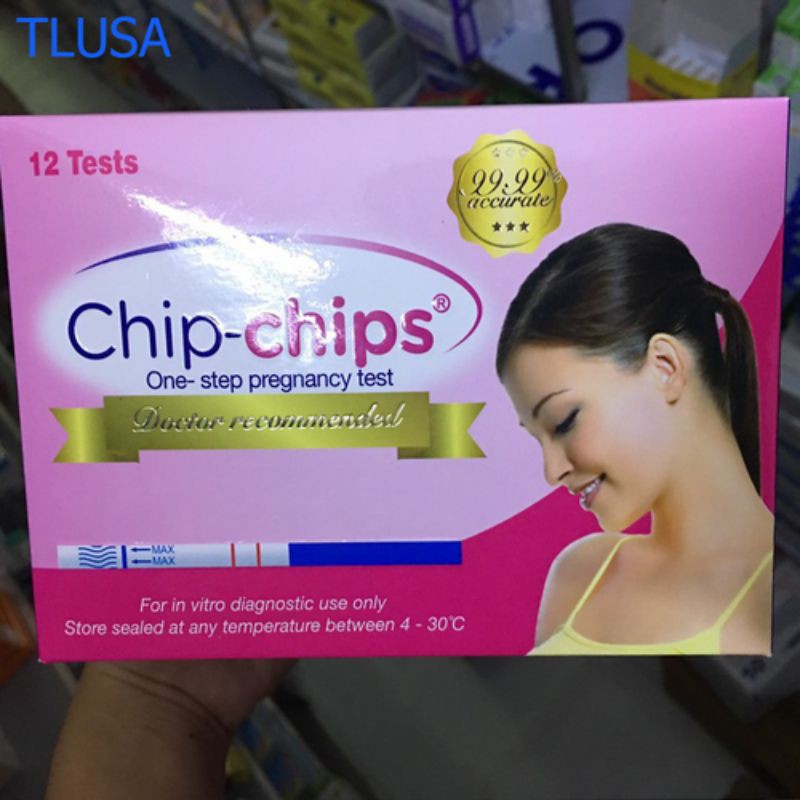 TLUSA
12 Tests
99.99%
accurate
Chip-chips®
One- step pregnancy test
Doctor recommended
MAX
MAX
For in vitro diagnostic use only
Store sealed at any temperature between 4 - 30°C